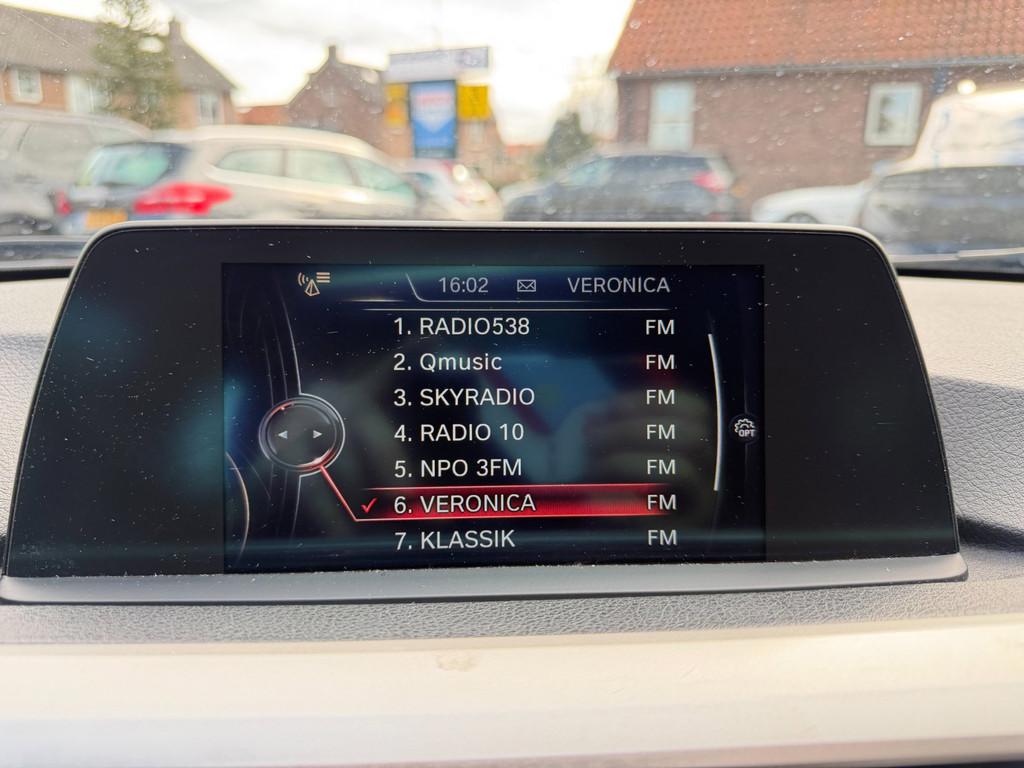 16:02 VERONICA
1. RADIO538 FM
2. Qmusic FM
3. SKYRADIO FM
4. RADIO 10 FM
5. NPO 3FM FM
6. VERONICA FM
7. KLASSIK FM
OPT